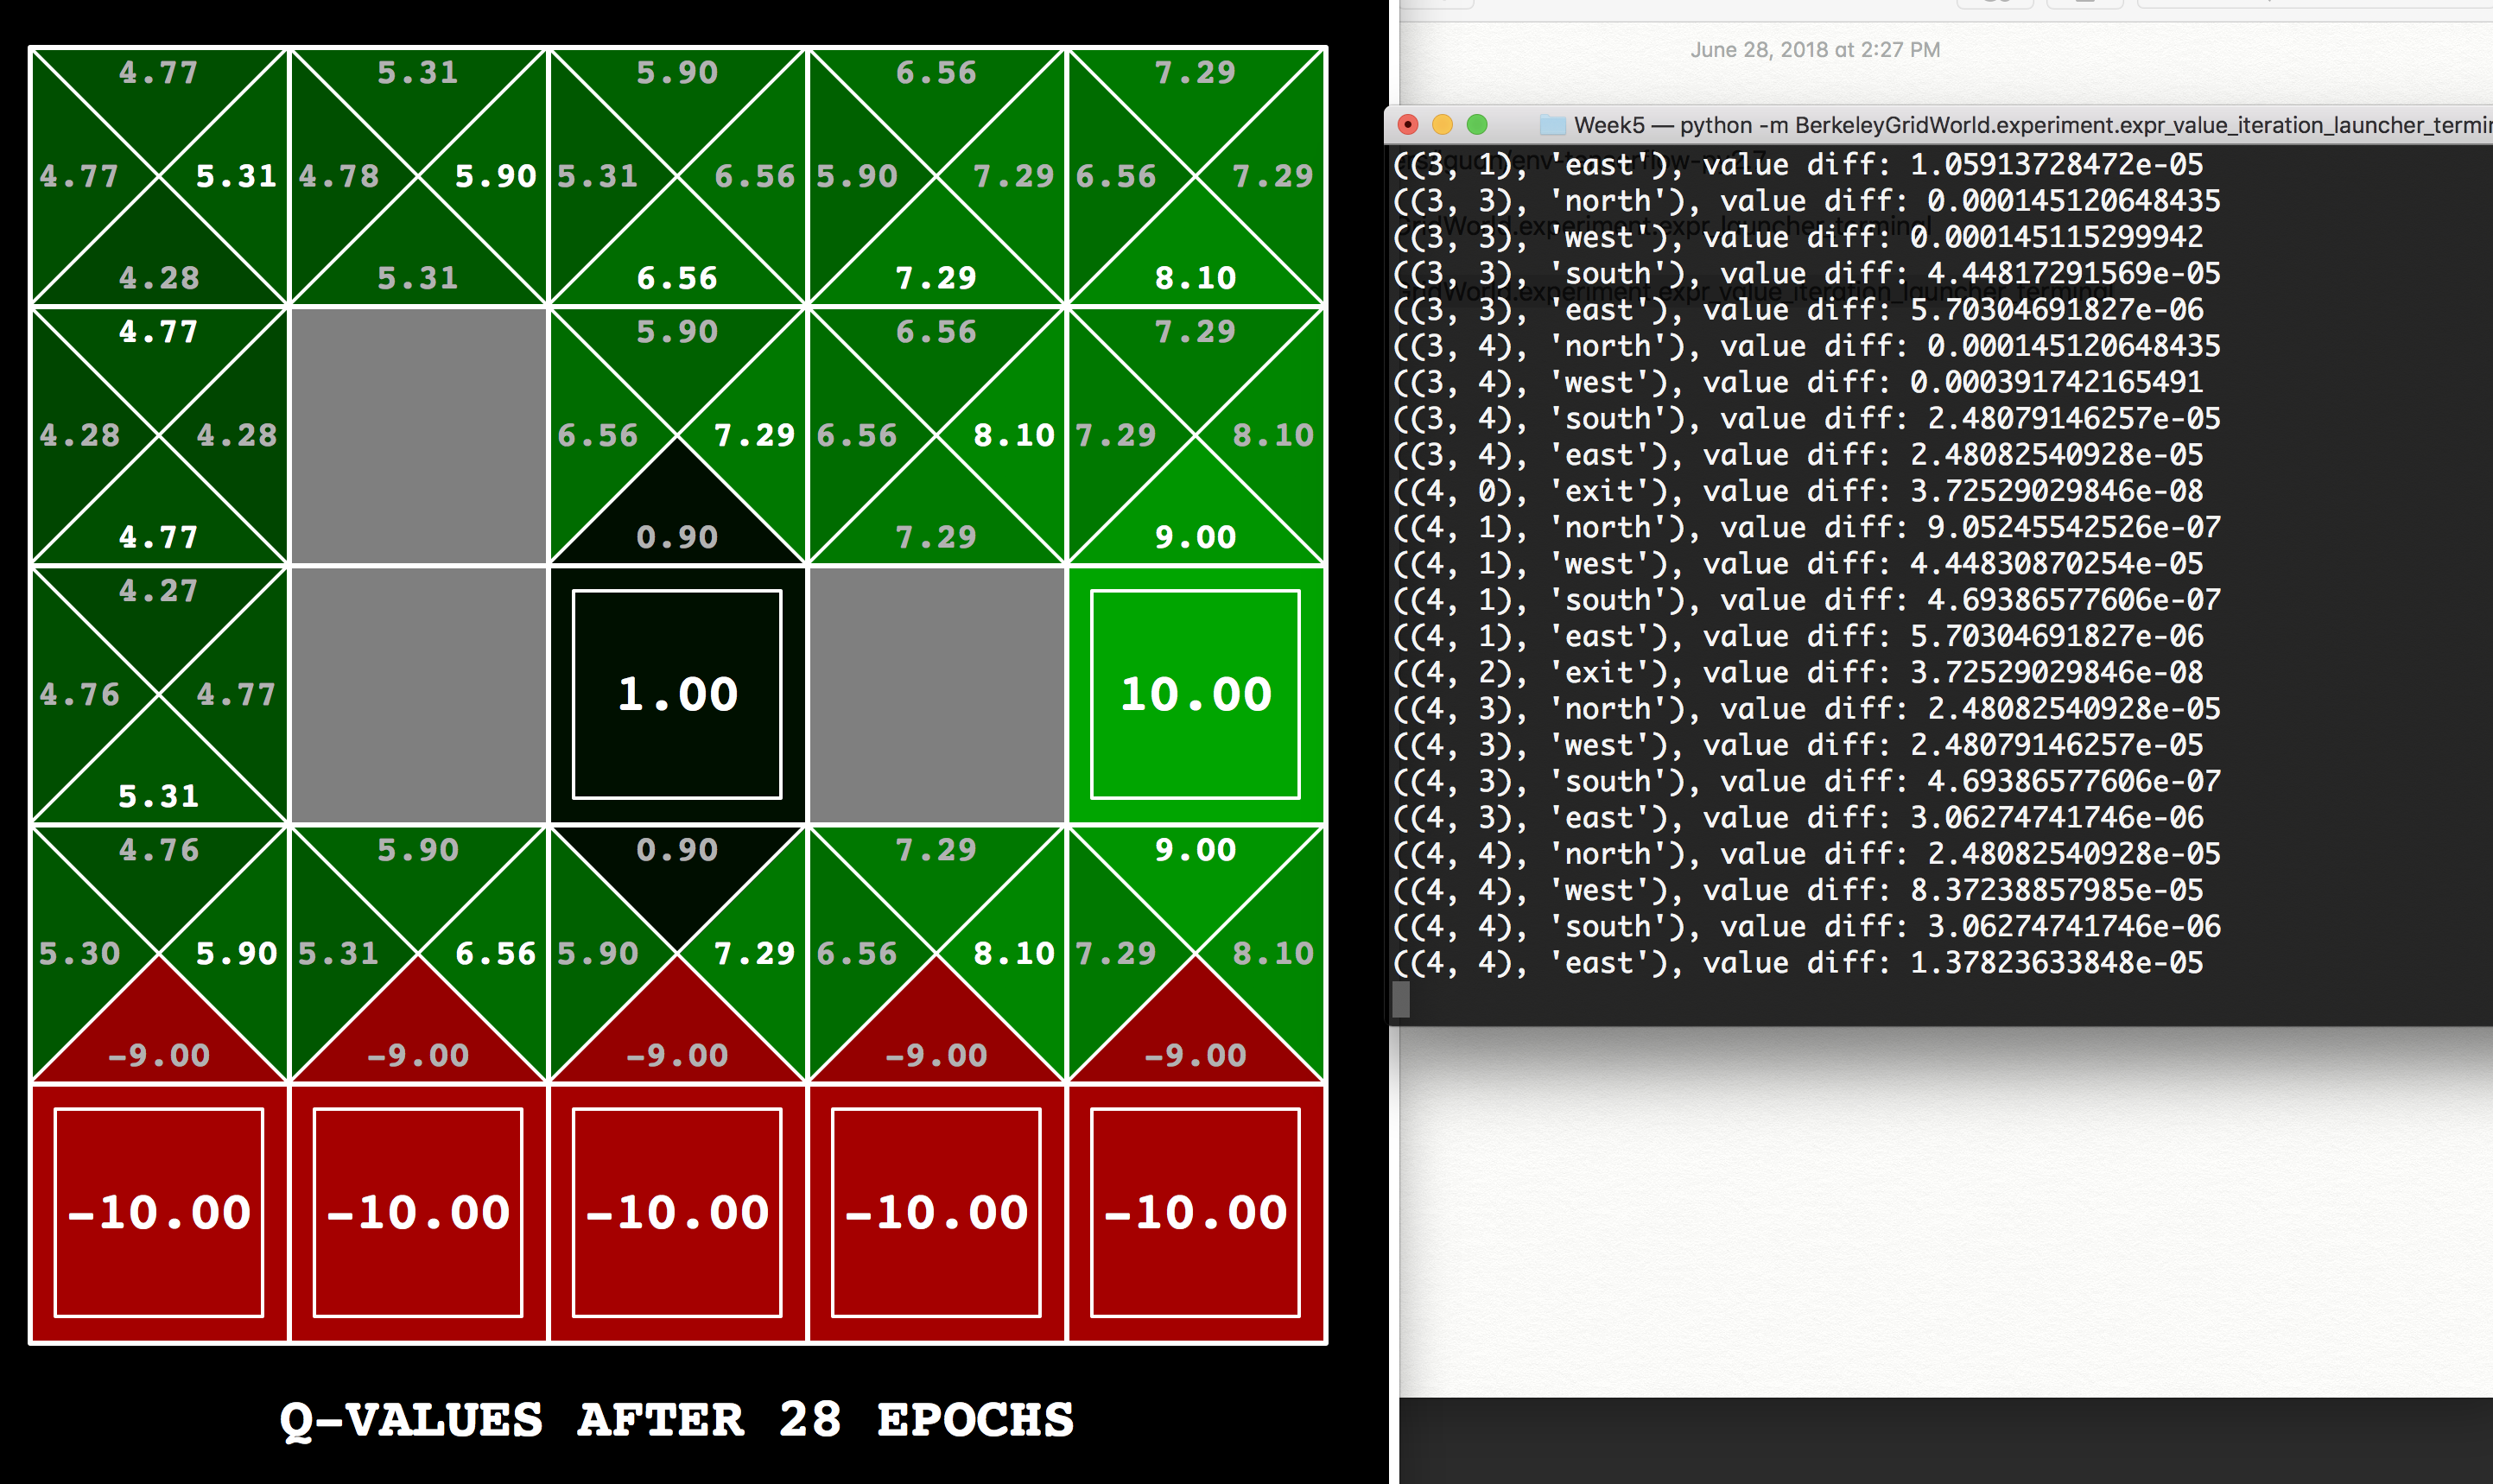 4.77 5.31 5.90 6.56 7.29
4.77 5.31 4.78 5.90 5.31 6.56 5.90 7.29 6.56 7.29
4.28 5.31 6.56 7.29 8.10
4.77 5.90 6.56 7.29
4.28 4.28 6.56 7.29 6.56 8.10 7.29 8.10
4.77 0.90 7.29 9.00
4.27
4.76 4.77 1.00 10.00
5.31
4.76 5.90 0.90 7.29 9.00
5.30 5.90 5.31 6.56 5.90 7.29 6.56 8.10 7.29 8.10
-9.00 -9.00 -9.00 -9.00 -9.00
-10.00 -10.00 -10.00 -10.00 -10.00
Q-VALUES AFTER 28 EPOCHS
June 28, 2018 at 2:27 PM
Week5 — python -m BerkeleyGridWorld.experiment.expr_value_iteration_launcher_termin
((3, 1), 'east'), value diff: 1.05913728472e-05
((3, 3), 'north'), value diff: 0.000145120648435
((3, 3), 'west'), value diff: 0.000145115299942
((3, 3), 'south'), value diff: 4.44817291569e-05
((3, 3), 'east'), value diff: 5.70304691827e-06
((3, 4), 'north'), value diff: 0.000145120648435
((3, 4), 'west'), value diff: 0.000391742165491
((3, 4), 'south'), value diff: 2.48079146257e-05
((3, 4), 'east'), value diff: 2.48082540928e-05
((4, 0), 'exit'), value diff: 3.72529029846e-08
((4, 1), 'north'), value diff: 9.05245542526e-07
((4, 1), 'west'), value diff: 4.44830870254e-05
((4, 1), 'south'), value diff: 4.69386577606e-07
((4, 1), 'east'), value diff: 5.70304691827e-06
((4, 2), 'exit'), value diff: 3.72529029846e-08
((4, 3), 'north'), value diff: 2.48082540928e-05
((4, 3), 'west'), value diff: 2.48079146257e-05
((4, 3), 'south'), value diff: 4.69386577606e-07
((4, 3), 'east'), value diff: 3.06274741746e-06
((4, 4), 'north'), value diff: 2.48082540928e-05
((4, 4), 'west'), value diff: 8.37238857985e-05
((4, 4), 'south'), value diff: 3.06274741746e-06
((4, 4), 'east'), value diff: 1.37823633848e-05